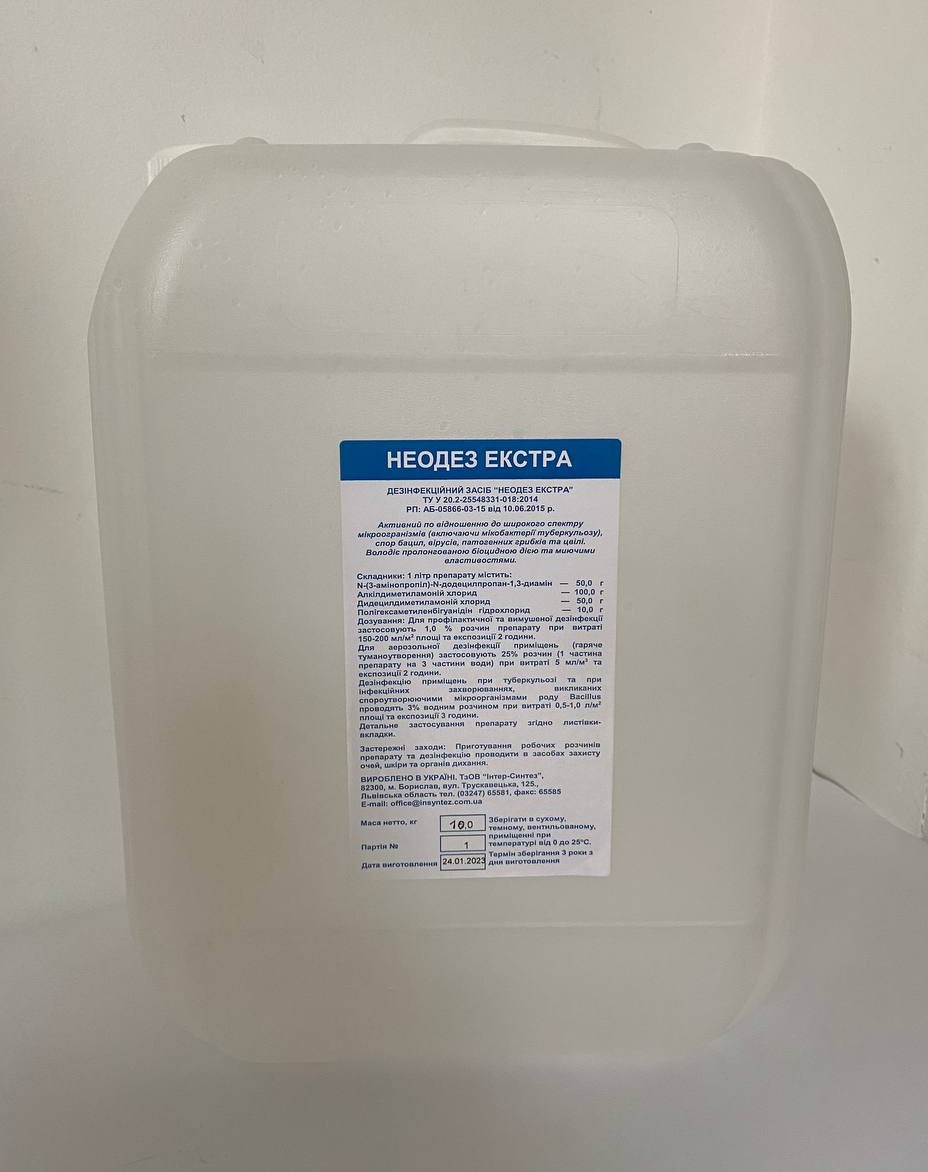 НЕОДЕЗ ЕКСТРА
ДЕЗІНФЕКЦІЙНИЙ ЗАСІБ "НЕОДЕЗ ЕКСТРА"
ТУ У 20.2-25548331-018:2014
РП: АБ-05866-03-15 від 10.06.2015 р.
Активний по відношенню до широкого спектру
мікроогранізмів (включаючи мікобактерії туберкульозу),
спор бацил, вірусів, патогенних грибків та цвілі.
Володіє пролонгованою біоцидною дією та миючими
властивостями.
Складники: 1 літр препарату містить:
N-(3-амінопропіл)-N-додецилпропан-1,3-диамін — 50,0 г
Алкілдиметиламоній хлорид — 100,0 г
Дидецилдиметиламоній хлорид — 50,0 г
Полігексаметиленбігуанідін гідрохлорид — 10,0 г
Дозування: Для профілактичної та вимушеної дезінфекції
застосовують 1,0 % розчин препарату при витраті
150-200 мл/м² площі та експозиції 2 години.
Для аерозольної дезінфекції приміщень (гаряче
туманоутворення) застосовують 25% розчин (1 частина
препарату на 3 частини води) при витраті 5 мл/м³ та
експозиції 2 години.
Дезінфекцію приміщень при туберкульозі та при
інфекційних захворюваннях, викликаних
спороутворюючими мікроорганізмами роду Bacillus
проводять 3% водним розчином при витраті 0,5-1,0 л/м²
площі та експозиції 3 години.
Детальне застосування препарату згідно листівки-
вкладки.
Застережні заходи: Приготування робочих розчинів
препарату та дезінфекцію проводити в засобах захисту
очей, шкіри та органів дихання.
ВИРОБЛЕНО В УКРАЇНІ. ТзОВ "Інтер-Синтез",
82300, м. Борислав, вул. Трускавецька, 125.,
Львівська область тел. (03247) 65581, факс: 65585
E-mail: office@insyntez.com.ua
Маса нетто, кг 10,0
Партія № 1
Дата виготовлення 24.01.2023
Зберігати в сухому,
темному, вентильованому,
приміщенні при
температурі від 0 до 25°С.
Термін зберігання 3 роки з
дня виготовлення